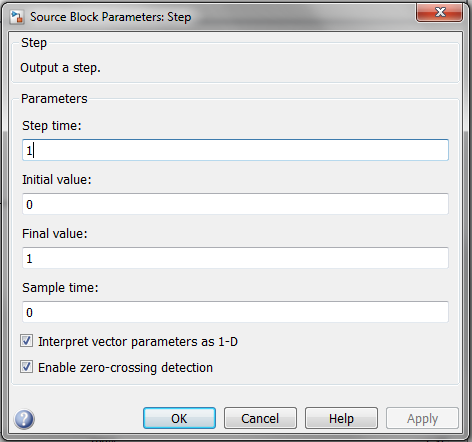 Source Block Parameters: Step
Step
Output a step.
Parameters
Step time:
1
Initial value:
0
Final value:
1
Sample time:
0
Interpret vector parameters as 1-D
Enable zero-crossing detection
OK Cancel Help Apply